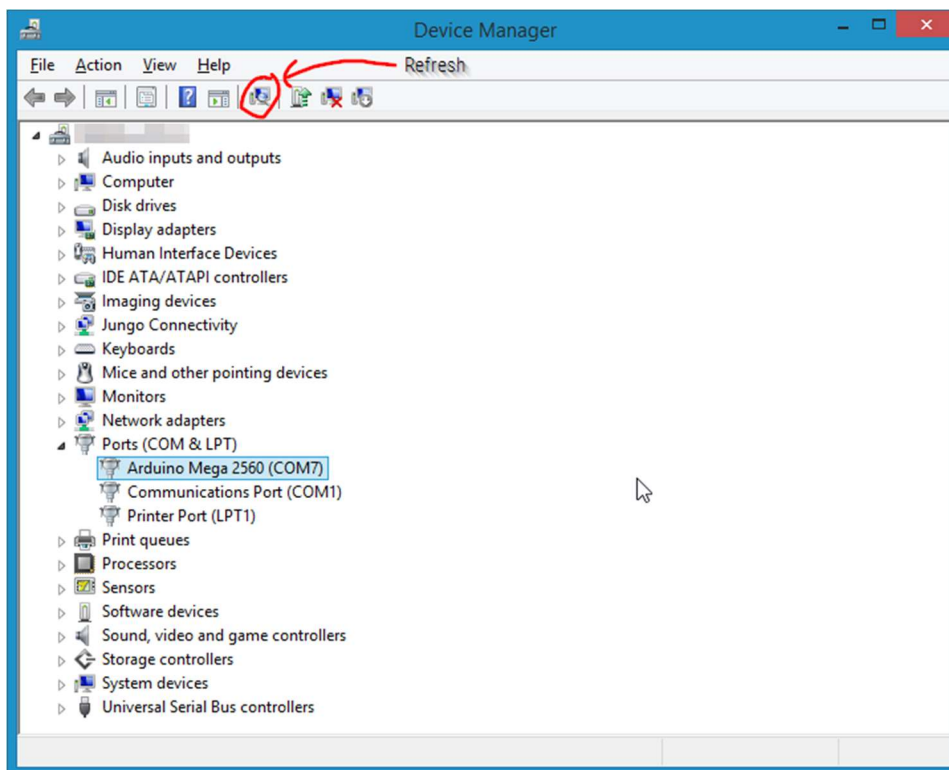 Device Manager
File Action View Help
Refresh
Audio inputs and outputs
Computer
Disk drives
Display adapters
Human Interface Devices
IDE ATA/ATAPI controllers
Imaging devices
Jungo Connectivity
Keyboards
Mice and other pointing devices
Monitors
Network adapters
Ports (COM & LPT)
Arduino Mega 2560 (COM7)
Communications Port (COM1)
Printer Port (LPT1)
Print queues
Processors
Sensors
Software devices
Sound, video and game controllers
Storage controllers
System devices
Universal Serial Bus controllers